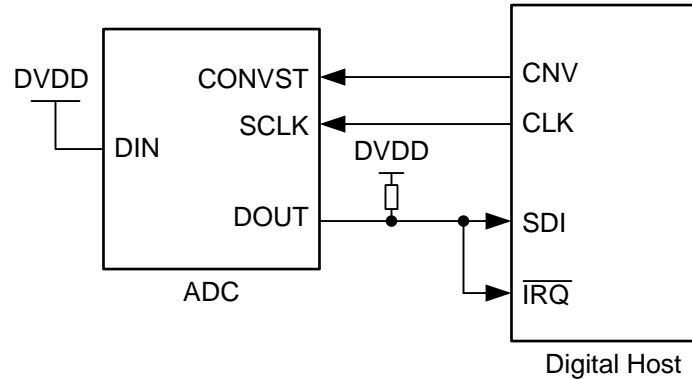 DVDD
DIN
CONVST
SCLK
DVDD
DOUT
ADC
CNV
CLK
SDI
IRQ
Digital Host